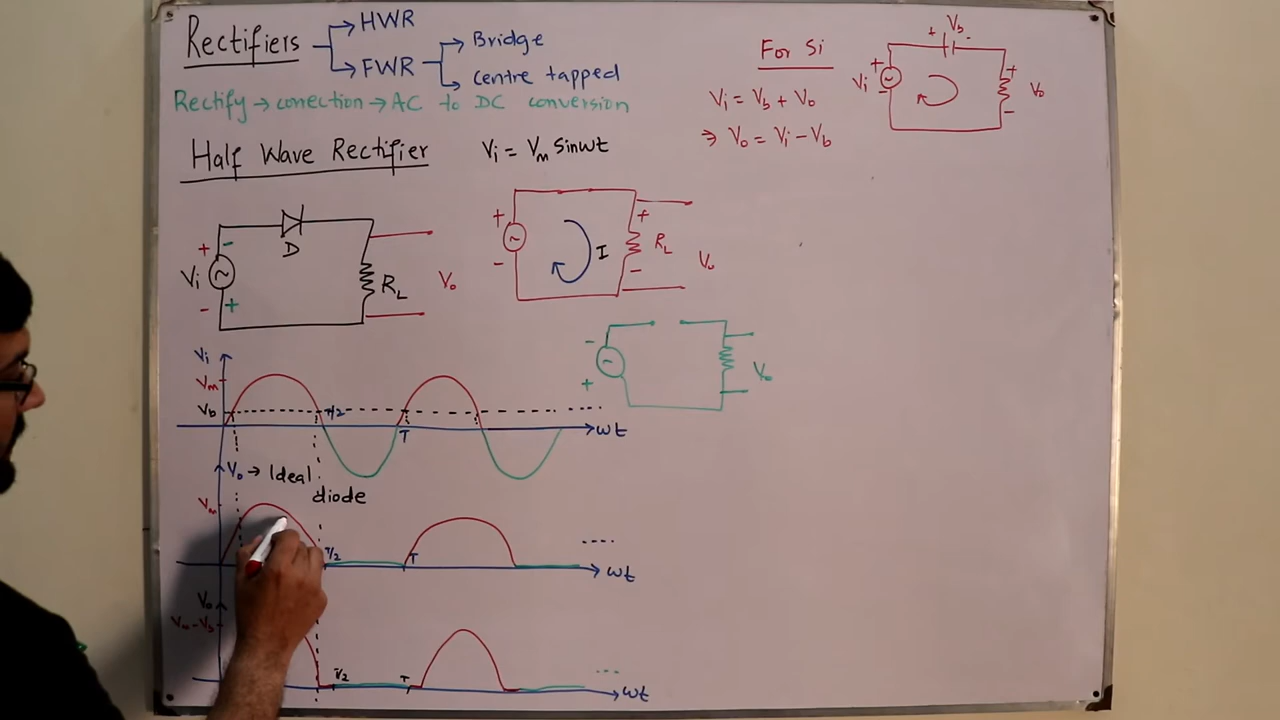 Rectifiers → HWR
→ FWR → Bridge
→ centre tapped
Rectify → correction → AC to DC conversion
For Si
Vi = Vb + Vo
⇒ Vo = Vi - Vb
+ Vb
+
Vi
-
+
-
Vo
Half Wave Rectifier
Vi = Vm Sinωt
+ -
D
Vi
- +
RL
Vo
+
-
I
+
RL
-
Vo
-
+
Vo
Vi
Vm
Vb
T/2
T
ωt
Vo → Ideal diode
Vm
T/2
T
ωt
Vo
Vm-Vb
T/2
T
ωt